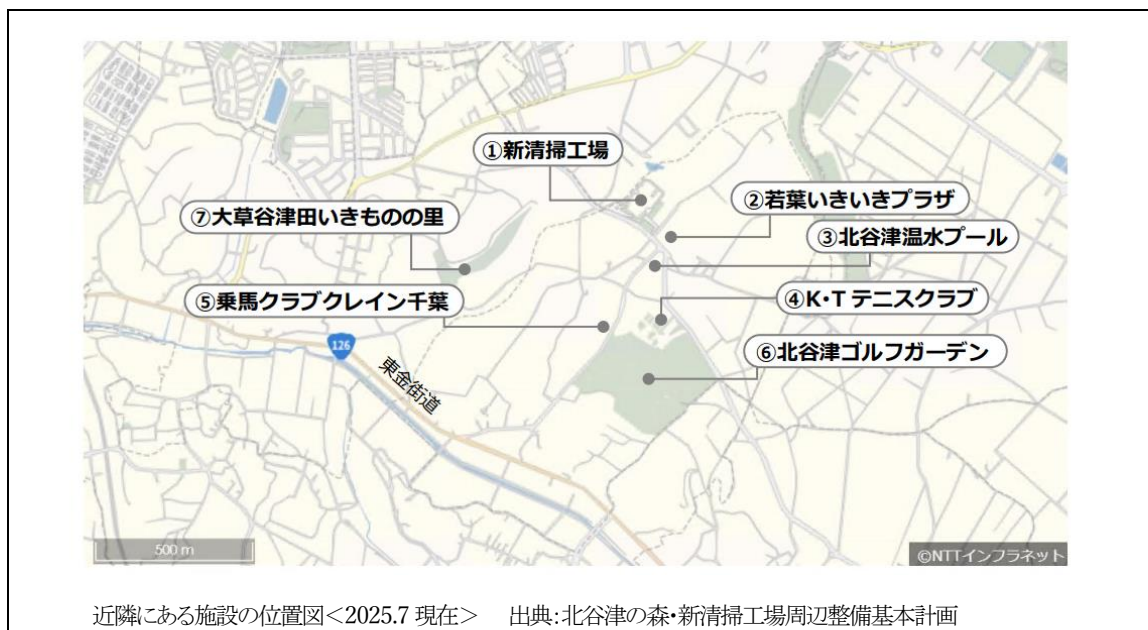 ①新清掃工場
②若葉いきいきプラザ
⑦大草谷津田いきものの里
③北谷津温水プール
⑤乗馬クラブクレイン千葉
④K・Tテニスクラブ
126
⑥北谷津ゴルフガーデン
東金街道
500 m
©NTTインフラネット
近隣にある施設の位置図<2025.7 現在> 出典:北谷津の森・新清掃工場周辺整備基本計画